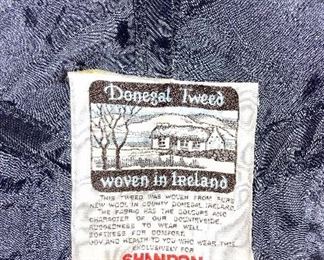 Donegal Tweed
woven in Ireland
THIS TWEED WAS WOVEN FROM PURE
NEW WOOL IN COUNTY DONEGAL IRELAND.
THE FABRIC HAS THE COLOURS AND
CHARACTER OF OUR COUNTRYSIDE.
RUGGEDNESS TO WEAR WELL.
SOFTNESS FOR COMFORT.
JOY AND HEALTH TO YOU WHO WEAR THIS
EXCLUSIVELY FOR
SHANDON